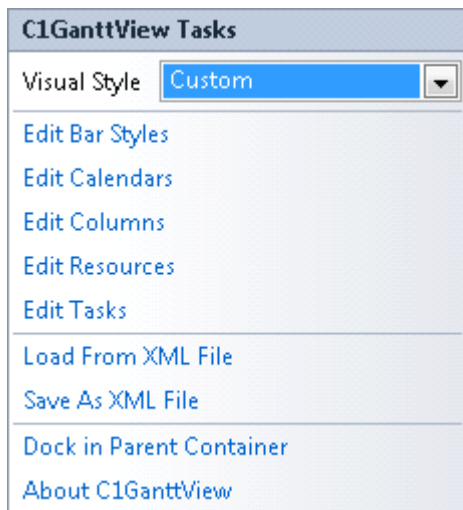 C1GanttView Tasks
Visual Style Custom
Edit Bar Styles
Edit Calendars
Edit Columns
Edit Resources
Edit Tasks
Load From XML File
Save As XML File
Dock in Parent Container
About C1GanttView